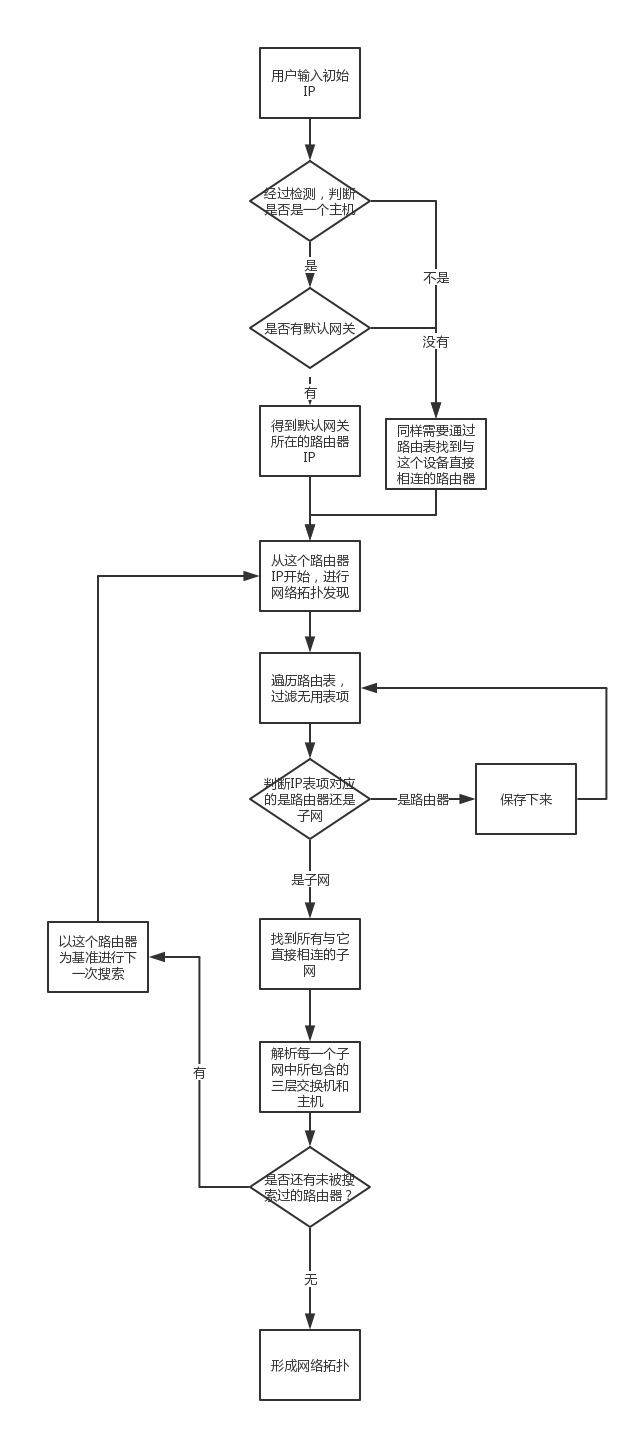 用户输入初始
IP
经过检测，判断
是否是一个主机
是
不是
是否有默认网关
没有
有
得到默认网关
所在的路由器
IP
同样需要通过
路由表找到与
这个设备直接
相连的路由器
从这个路由器
IP开始，进行
网络拓扑发现
遍历路由表，
过滤无用表项
判断IP表项对应
的是路由器还是
子网
是路由器
保存下来
是子网
找到所有与它
直接相连的子
网
以这个路由器
为基准进行下
一次搜索
解析每一个子
网中所包含的
三层交换机和
主机
有
是否还有未被搜
索过的路由器？
无
形成网络拓扑